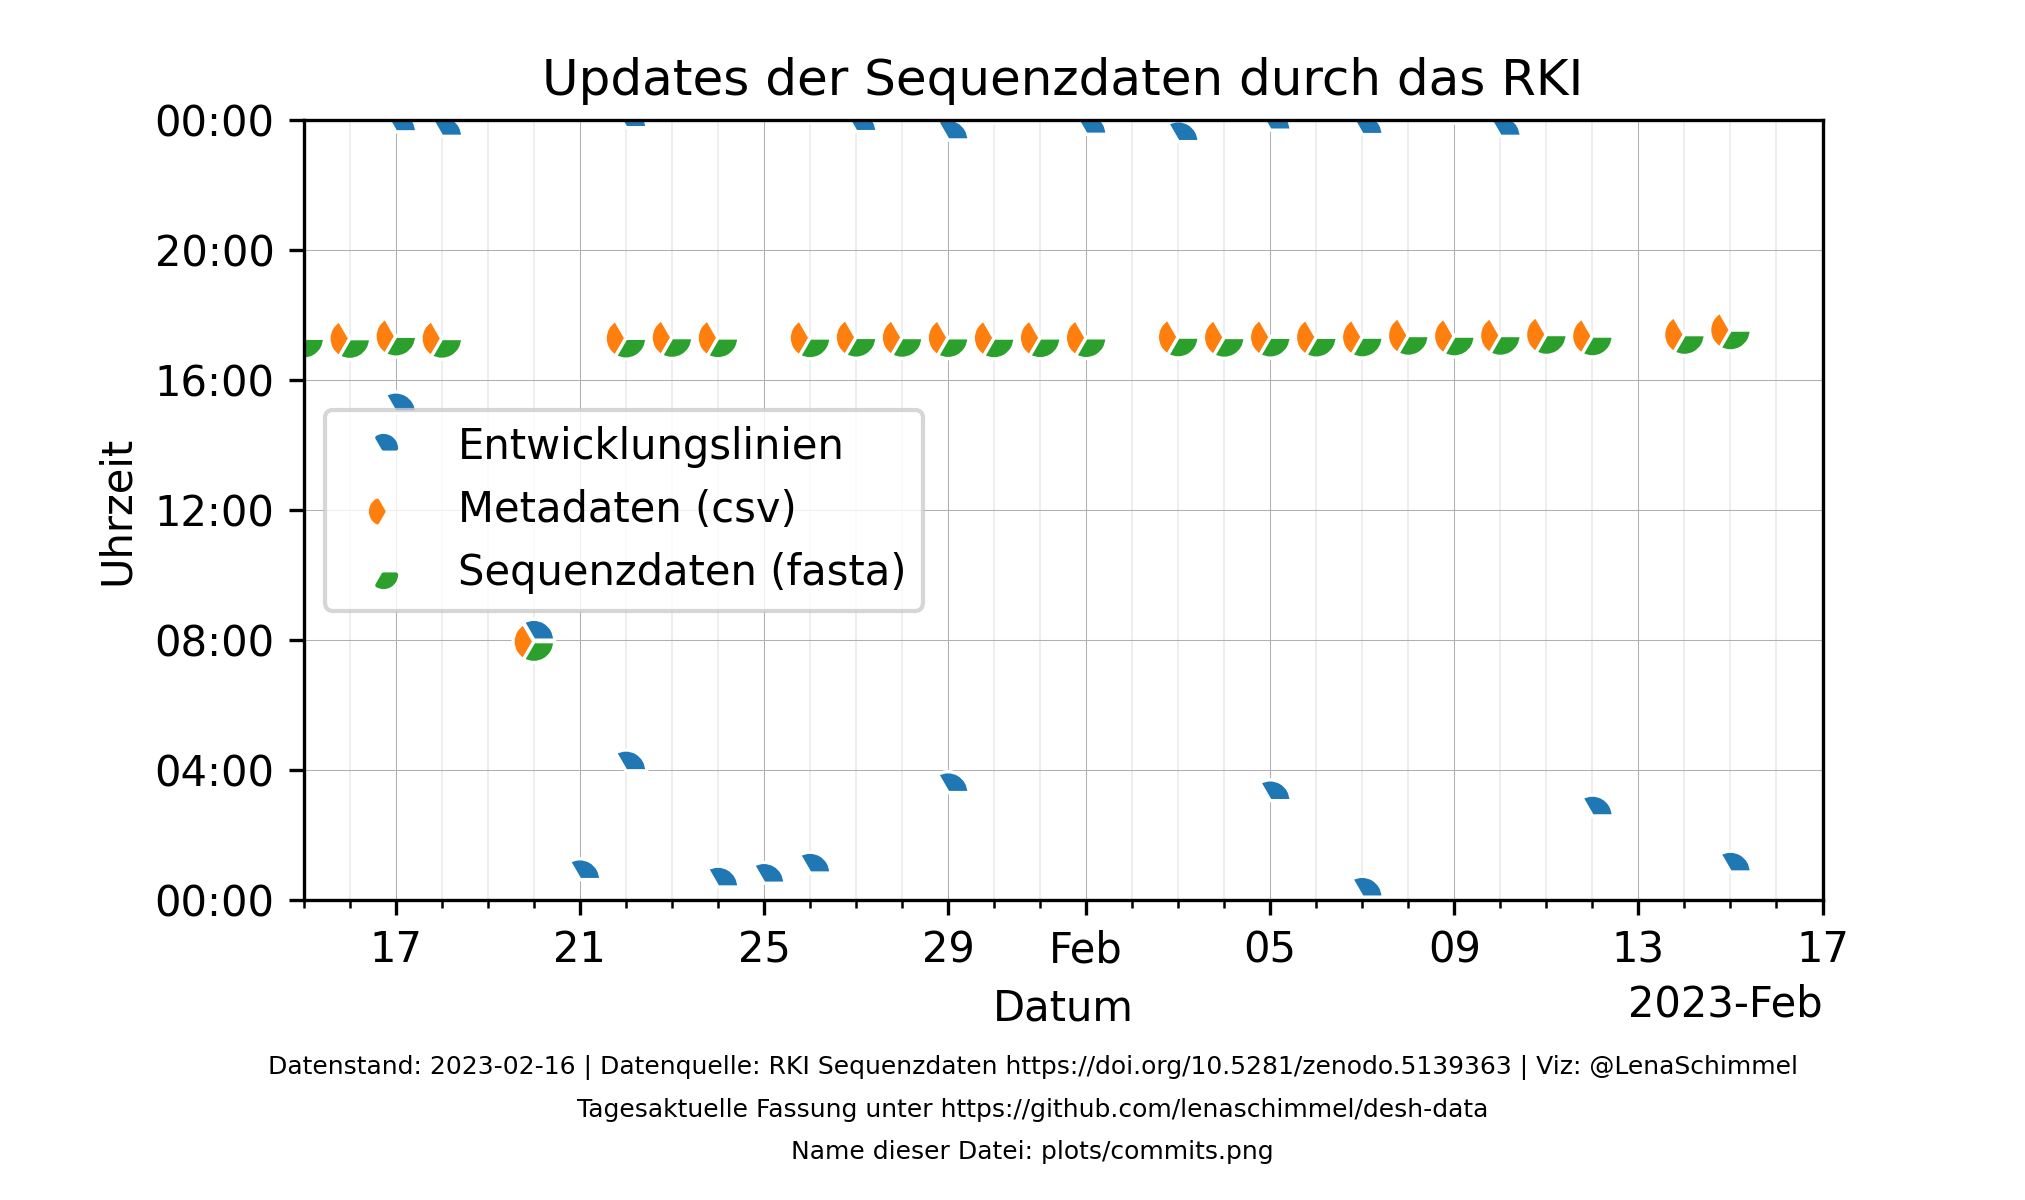 Updates der Sequenzdaten durch das RKI
00:00
20:00
16:00
12:00
08:00
04:00
00:00
Uhrzeit
Entwicklungslinien
Metadaten (csv)
Sequenzdaten (fasta)
17 21 25 29 Feb 05 09 13 17
Datum
2023-Feb
Datenstand: 2023-02-16 | Datenquelle: RKI Sequenzdaten https://doi.org/10.5281/zenodo.5139363 | Viz: @LenaSchimmel
Tagesaktuelle Fassung unter https://github.com/lenaschimmel/desh-data
Name dieser Datei: plots/commits.png